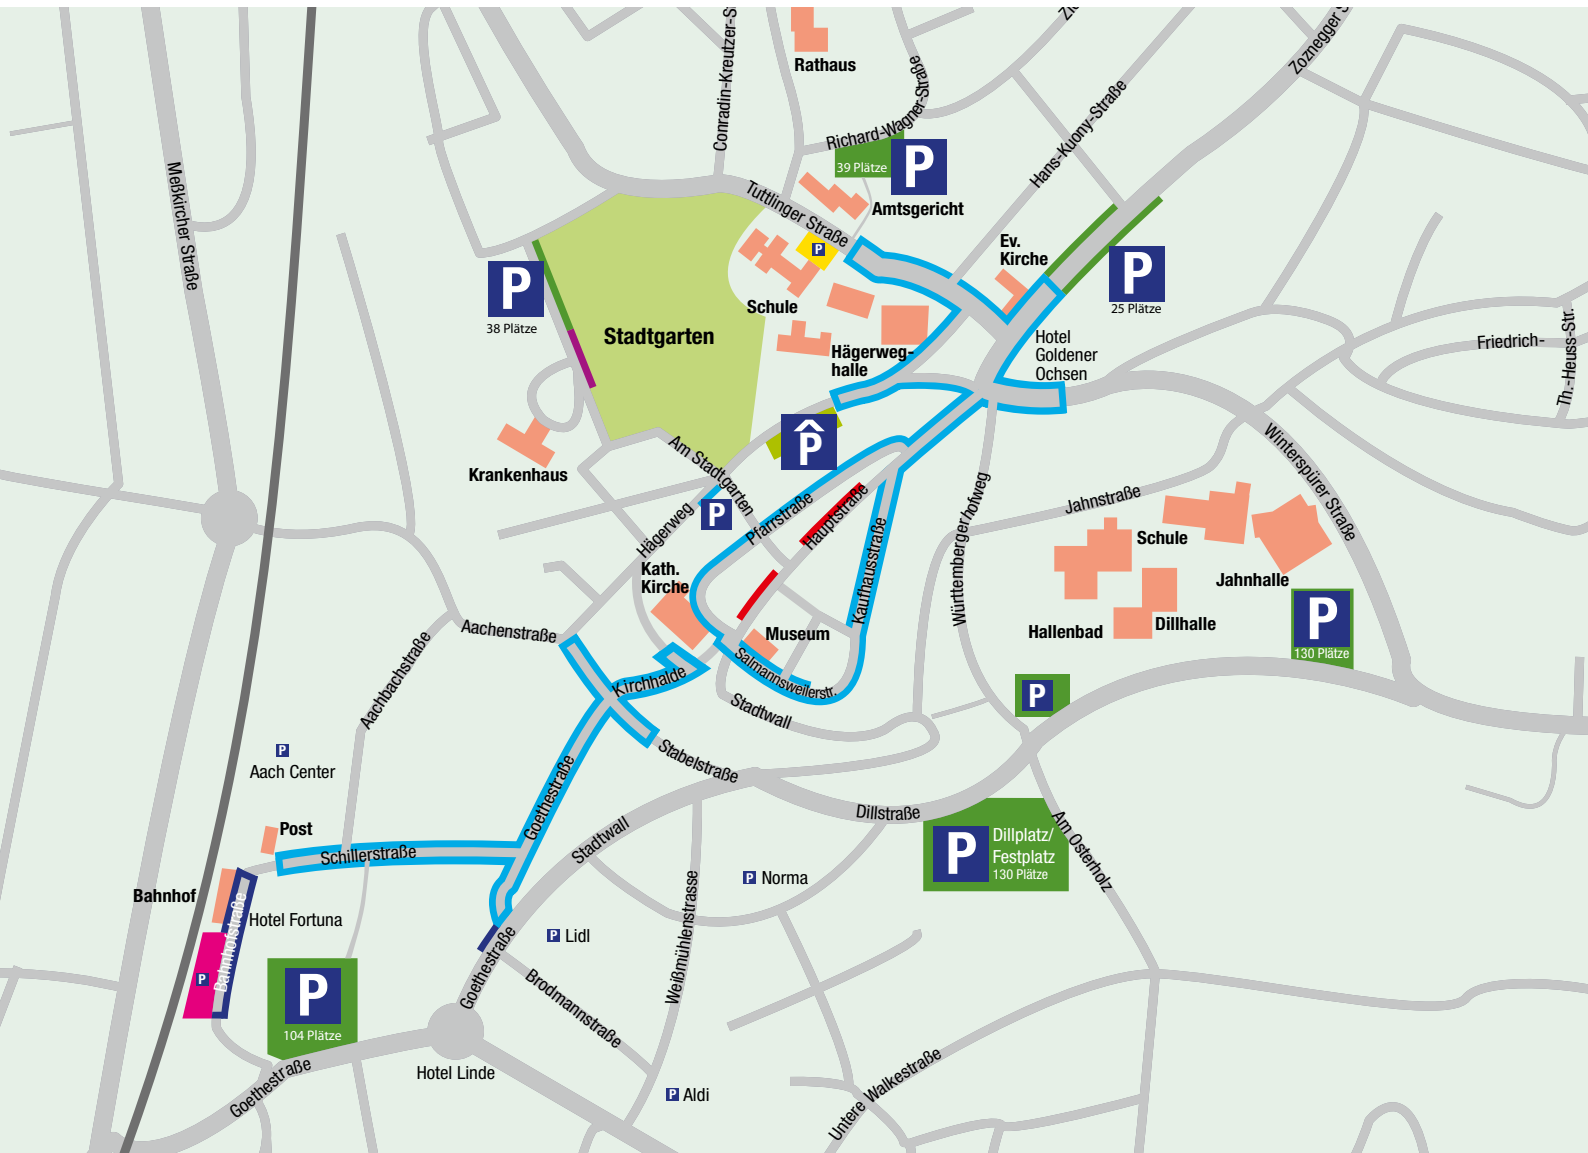 Conradin-Kreutzer-S
Rathaus
Richard-Wagner-Straße
Zoznegger S
Hans-Kuony-Straße
Meßkircher Straße
39 Plätze
P
Tuttlinger Straße
Amtsgericht
P
Ev.
Kirche
P
38 Plätze
Schule
P
25 Plätze
Stadtgarten
Hägerweg-
halle
Hotel
Goldener
Ochsen
Friedrich-
Th.-Heuss-Str.
Krankenhaus
P
Am Stadtgarten
Winterspürer Straße
Hägerweg
P
Pfarrstraße
Hauptstraße
Kaufhausstraße
Württembergerhofweg
Jahnstraße
Schule
Jahnhalle
Kath.
Kirche
Museum
Hallenbad
Dillhalle
P
130 Plätze
Aachenstraße
Aachbachstraße
Kirchhalde
Salmannsweilerstr.
Stadtwall
P
P
Aach Center
Stabelstraße
Goethestraße
Post
Schillerstraße
Stadtwall
Dillstraße
P
Dillplatz/
Festplatz
130 Plätze
Am Osterholz
Bahnhof
Bahnhofstraße
Hotel Fortuna
P
P Norma
P Lidl
Weißmühlenstrasse
Goethestraße
Brodmannstraße
P
104 Plätze
Goethestraße
Hotel Linde
P Aldi
Untere Walkestraße